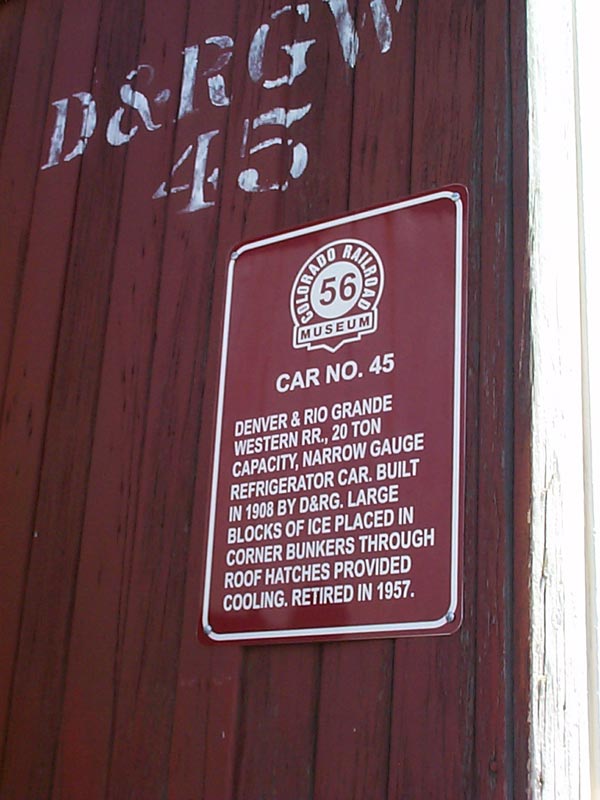 D&RGW
45
COLORADO RAILROAD
56
MUSEUM
CAR NO. 45
DENVER & RIO GRANDE
WESTERN RR., 20 TON
CAPACITY, NARROW GAUGE
REFRIGERATOR CAR. BUILT
IN 1908 BY D&RG. LARGE
BLOCKS OF ICE PLACED IN
CORNER BUNKERS THROUGH
ROOF HATCHES PROVIDED
COOLING. RETIRED IN 1957.